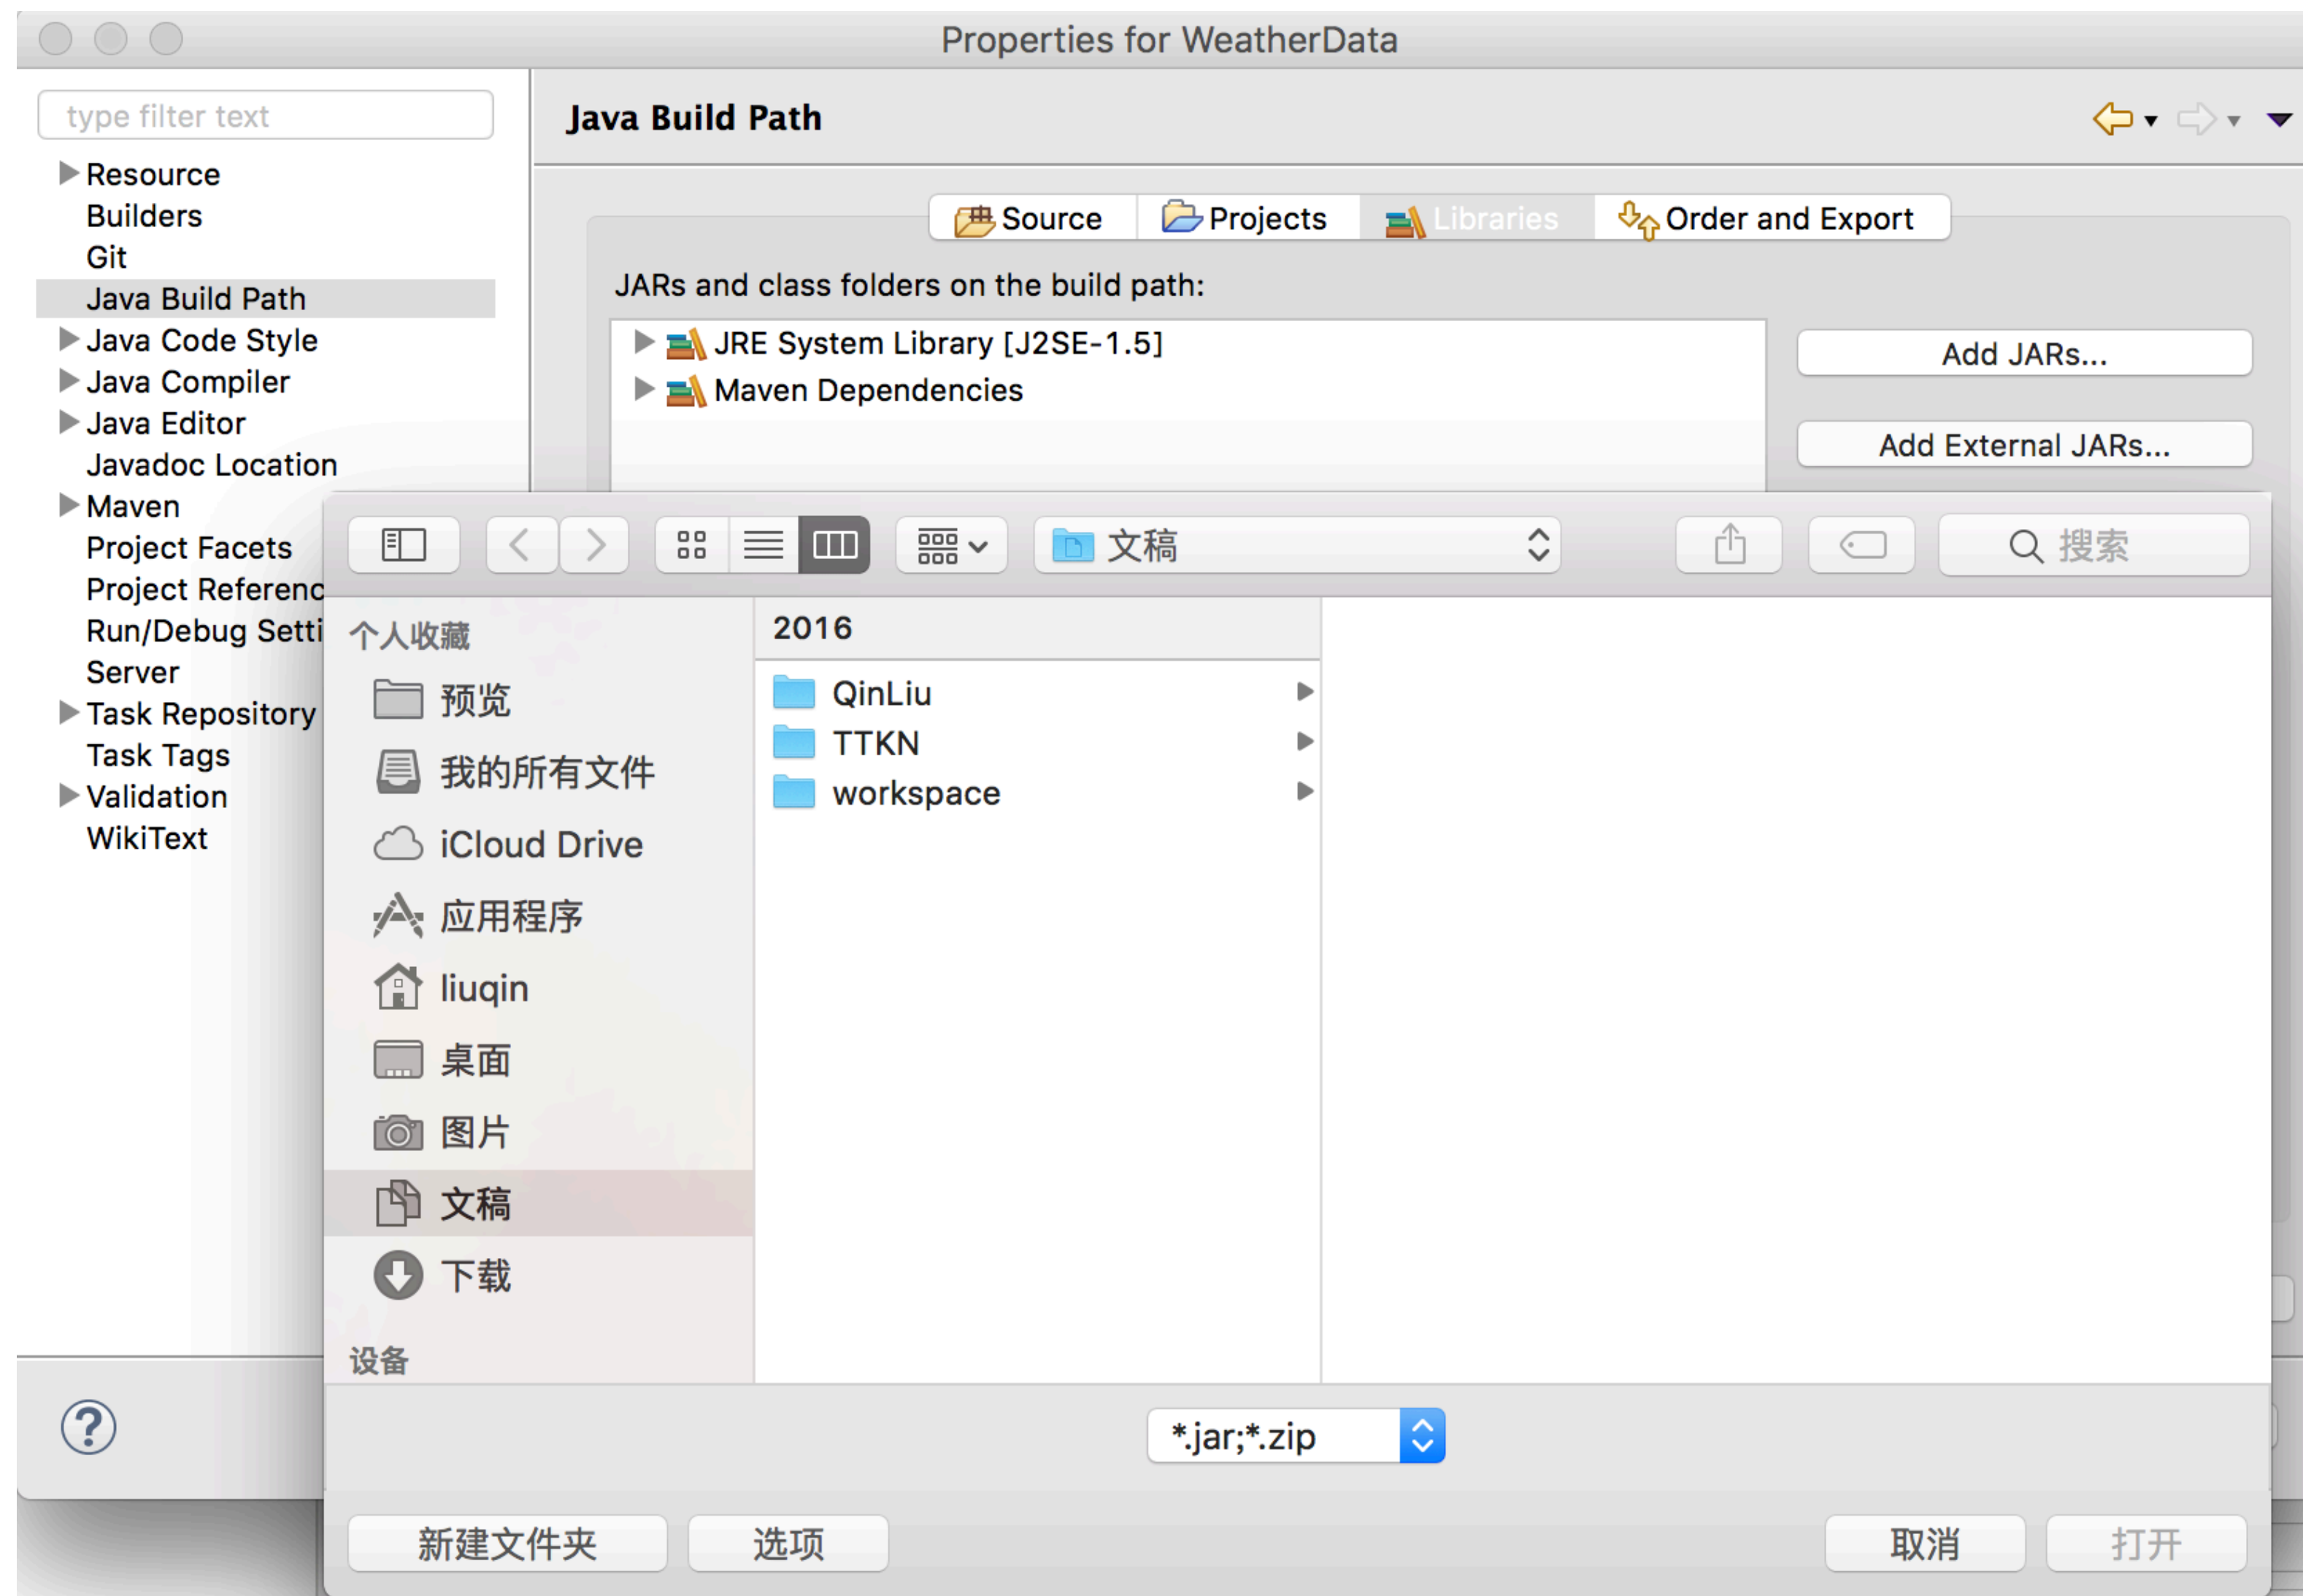 Properties for WeatherData
type filter text
Resource
Builders
Git
Java Build Path
Java Code Style
Java Compiler
Java Editor
Javadoc Location
Maven
Project Facets
Project Referenc
Run/Debug Setti
Server
Task Repository
Task Tags
Validation
WikiText
Java Build Path
Source Projects Libraries Order and Export
JARs and class folders on the build path:
JRE System Library [J2SE-1.5]
Maven Dependencies
Add JARs...
Add External JARs...
文稿
搜索
个人收藏
预览
我的所有文件
iCloud Drive
应用程序
liuqin
桌面
图片
文稿
下载
设备
2016
QinLiu
TTKN
workspace
*.jar;*.zip
新建文件夹 选项 取消 打开